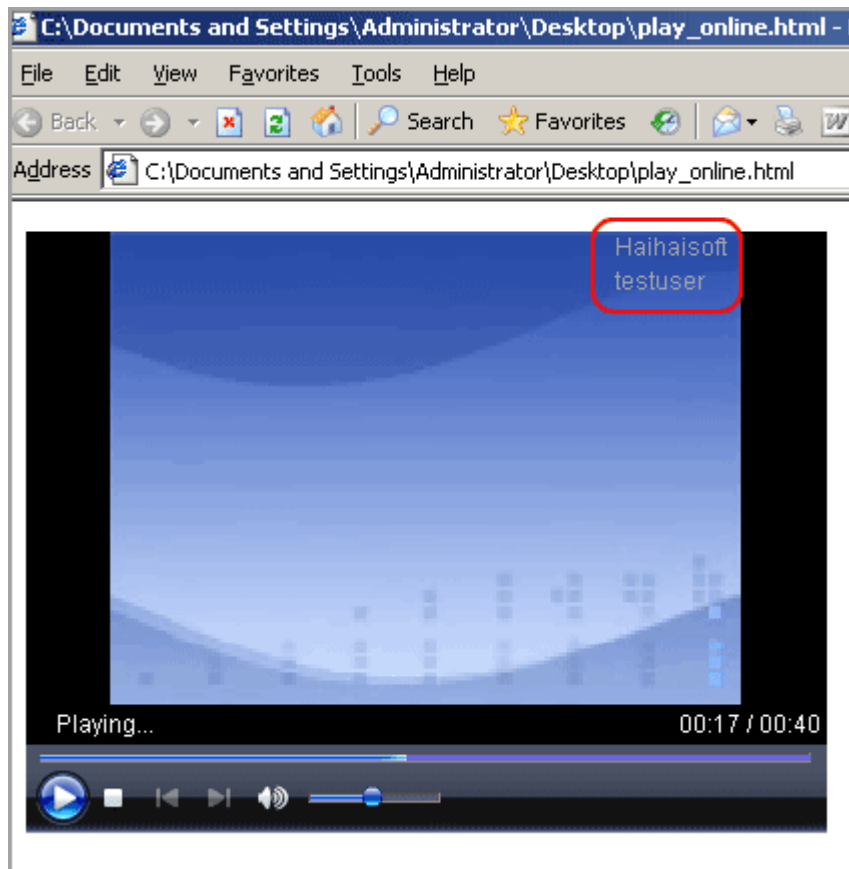 C:\Documents and Settings\Administrator\Desktop\play_online.html -
File Edit View Favorites Tools Help
Back Search Favorites
Address C:\Documents and Settings\Administrator\Desktop\play_online.html
Haihaisoft
testuser
Playing... 00:17 / 00:40